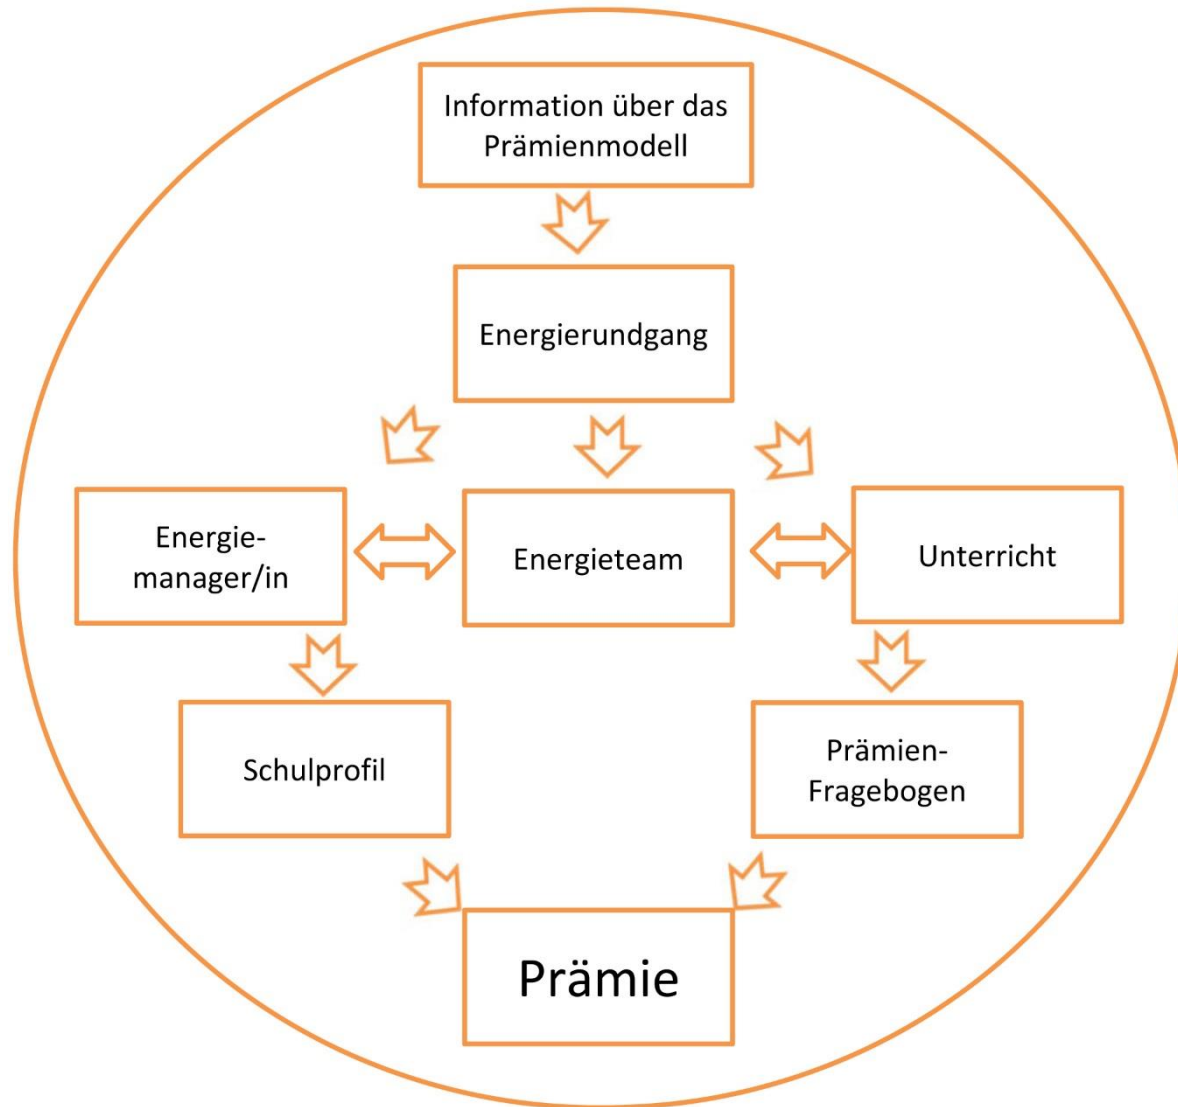 Information über das
Prämienmodell
Energierundgang
Energie-
manager/in
Energieteam
Unterricht
Schulprofil
Prämien-
Fragebogen
Prämie